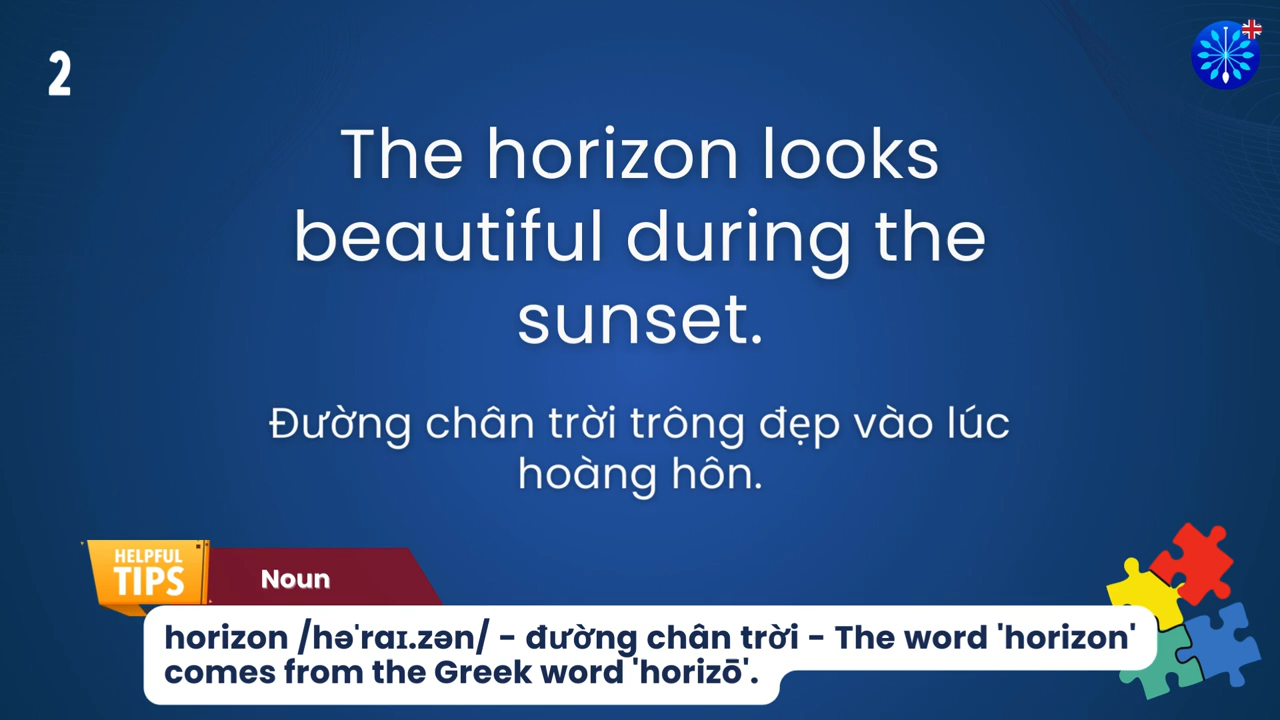 2
The horizon looks
beautiful during the
sunset.
Đường chân trời trông đẹp vào lúc
hoàng hôn.
HELPFUL
TIPS
Noun
horizon /həˈraɪ.zən/ - đường chân trời - The word 'horizon'
comes from the Greek word 'horizō'.